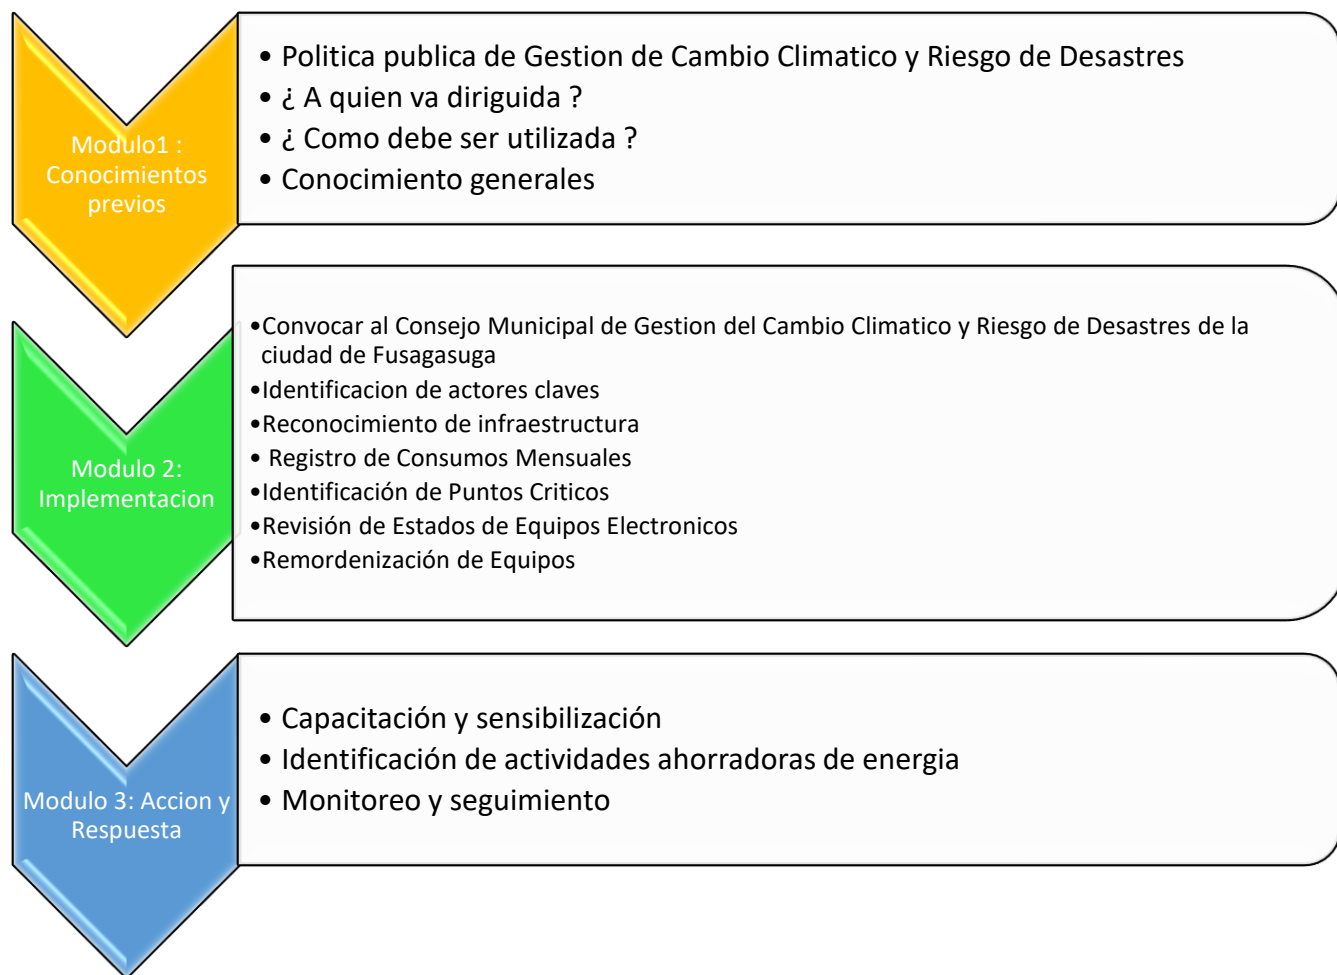 Modulo1 :
Conocimientos
previos
• Politica publica de Gestion de Cambio Climatico y Riesgo de Desastres
• ¿ A quien va diriguida ?
• ¿ Como debe ser utilizada ?
• Conocimiento generales
Modulo 2:
Implementacion
•Convocar al Consejo Municipal de Gestion del Cambio Climatico y Riesgo de Desastres de la
ciudad de Fusagasuga
•Identificacion de actores claves
•Reconocimiento de infraestructura
• Registro de Consumos Mensuales
•Identificación de Puntos Criticos
•Revisión de Estados de Equipos Electronicos
•Remordenización de Equipos
Modulo 3: Accion y
Respuesta
• Capacitación y sensibilización
• Identificación de actividades ahorradoras de energia
• Monitoreo y seguimiento